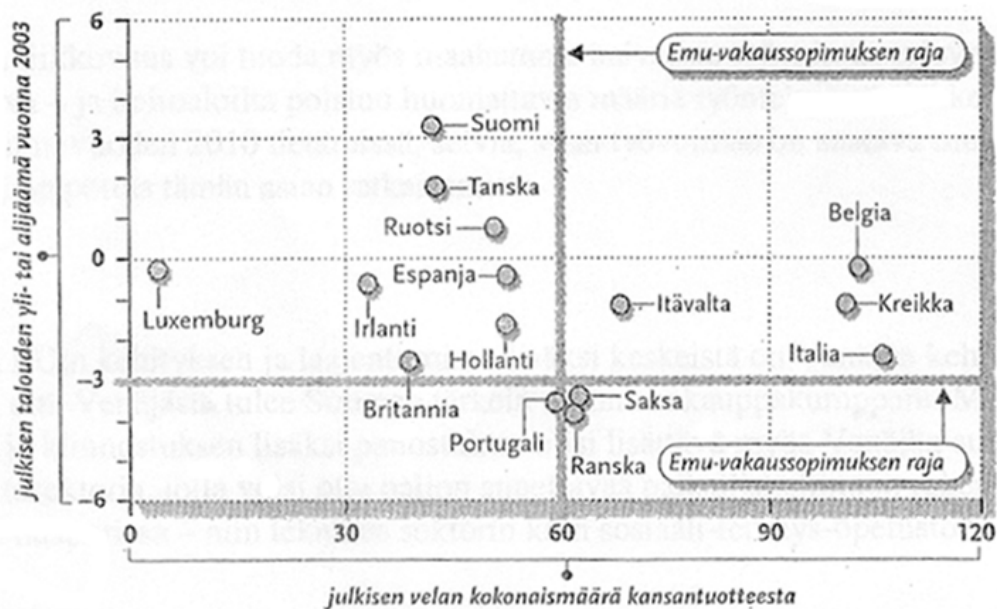 julkisen talouden yli- tai alijäämä vuonna 2003
6
3
0
−3
6
Emu-vakaussopimuksen raja
Suomi
Tanska
Ruotsi
Belgia
Espanja
Luxemburg
Irlanti
Itävalta
Kreikka
Hollanti
Italia
Britannia
Saksa
Portugali
Ranska
Emu-vakaussopimuksen raja
0
30
60
90
120
julkisen velan kokonaismäärä kansantuotteesta